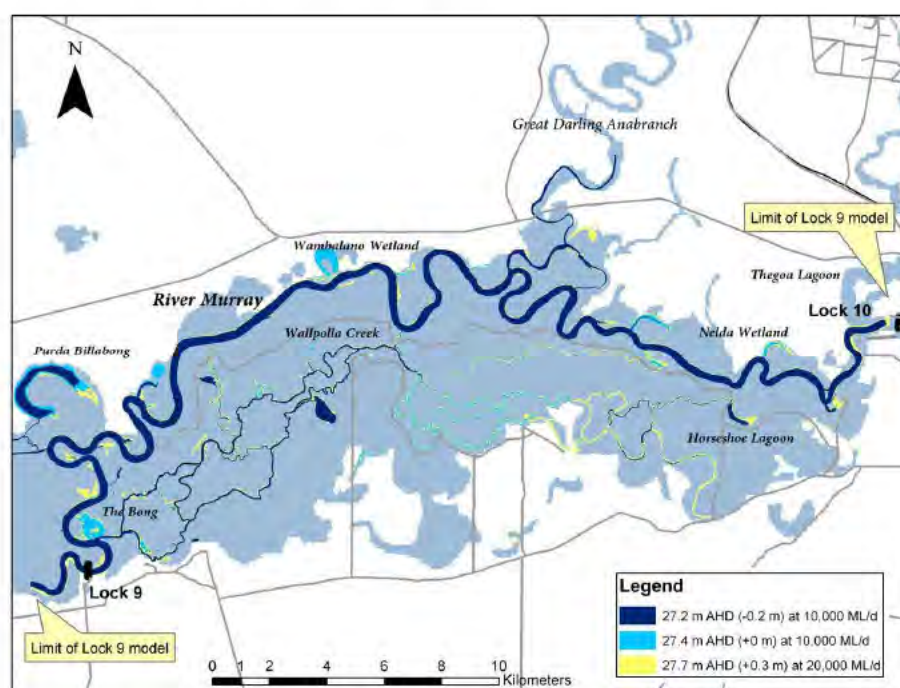 N
Great Darling Anabranch
Limit of Lock 9 model
Wambalano Wetland
Thegoa Lagoon
River Murray
Lock 10
Wallpolla Creek
Nelda Wetland
Purda Billabong
Horseshoe Lagoon
The Bong
Lock 9
Limit of Lock 9 model
Legend
27.2 m AHD (-0.2 m) at 10,000 ML/d
27.4 m AHD (+0 m) at 10,000 ML/d
27.7 m AHD (+0.3 m) at 20,000 ML/d
0 2 4 6 8 10
Kilometers